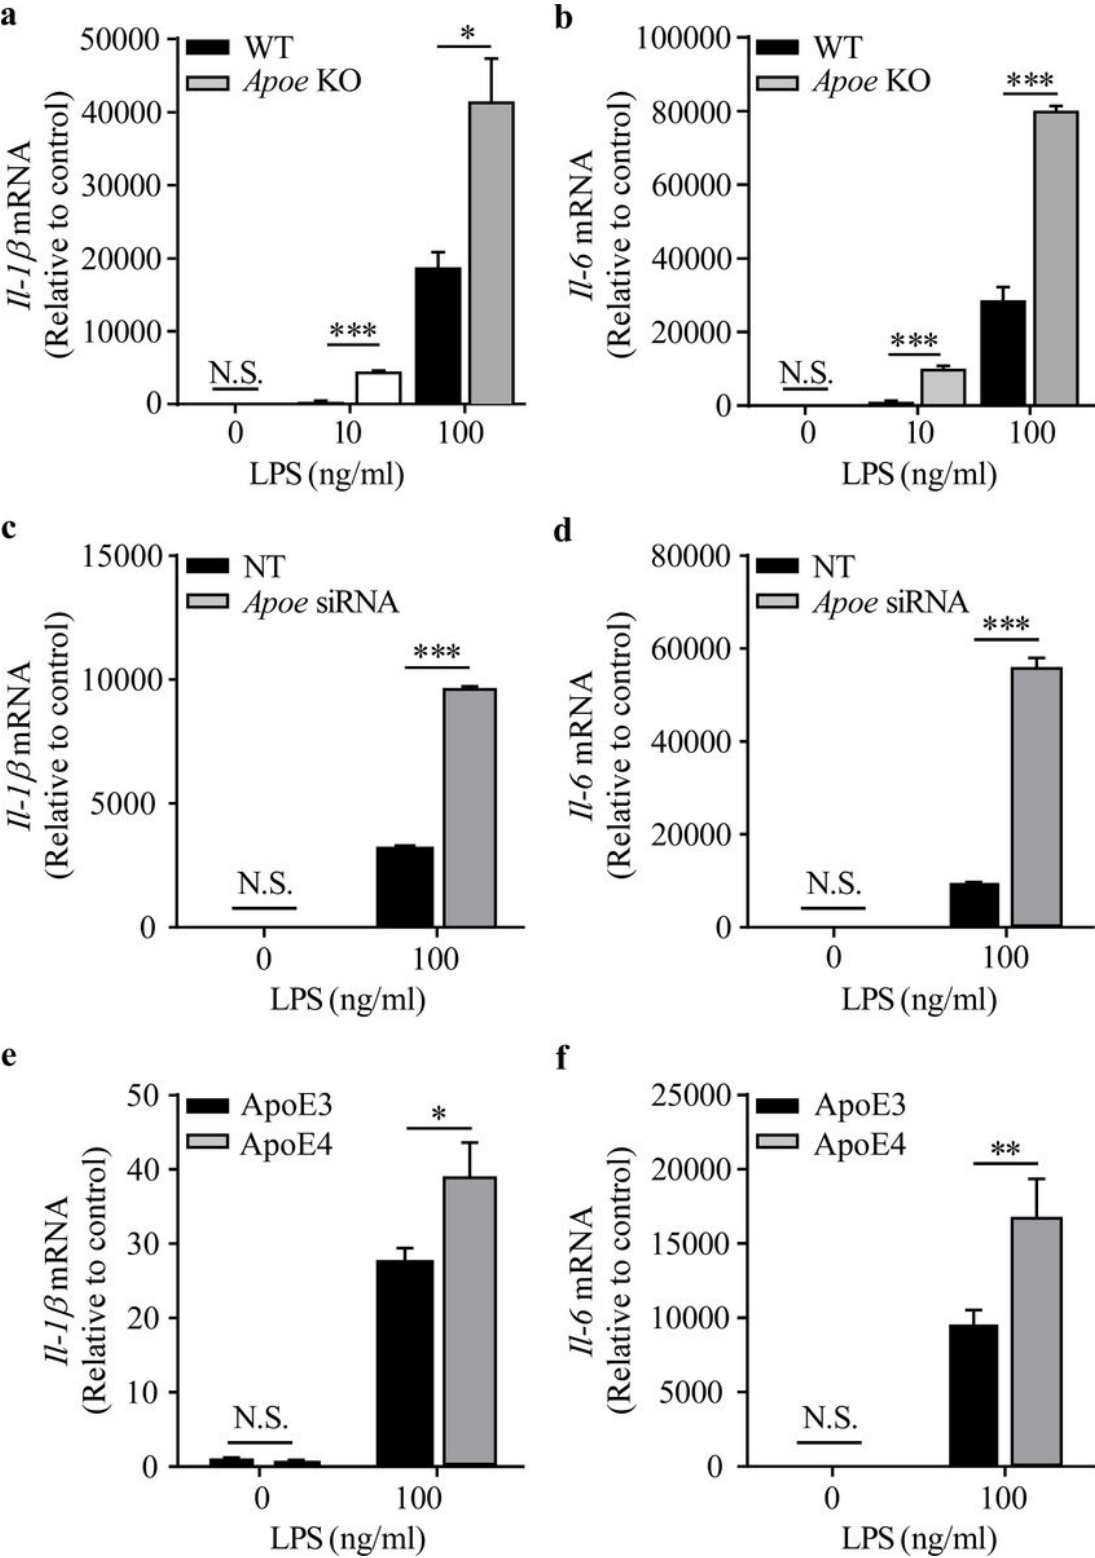 a
Il-1β mRNA
(Relative to control)
50000
40000
30000
20000
10000
0
WT
Apoe KO
N.S.
***
*
0 10 100
LPS (ng/ml)
b
Il-6 mRNA
(Relative to control)
100000
80000
60000
40000
20000
0
WT
Apoe KO
N.S.
***
***
0 10 100
LPS (ng/ml)
c
Il-1β mRNA
(Relative to control)
15000
10000
5000
0
NT
Apoe siRNA
N.S.
***
0 100
LPS (ng/ml)
d
Il-6 mRNA
(Relative to control)
80000
60000
40000
20000
0
NT
Apoe siRNA
N.S.
***
0 100
LPS (ng/ml)
e
Il-1β mRNA
(Relative to control)
50
40
30
20
10
0
ApoE3
ApoE4
N.S.
*
0 100
LPS (ng/ml)
f
Il-6 mRNA
(Relative to control)
25000
20000
15000
10000
5000
0
ApoE3
ApoE4
N.S.
**
0 100
LPS (ng/ml)